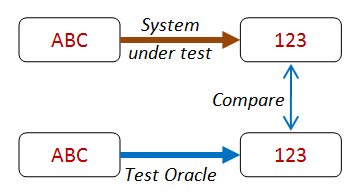 ABC
System
under test
123
Compare
ABC
Test Oracle
123